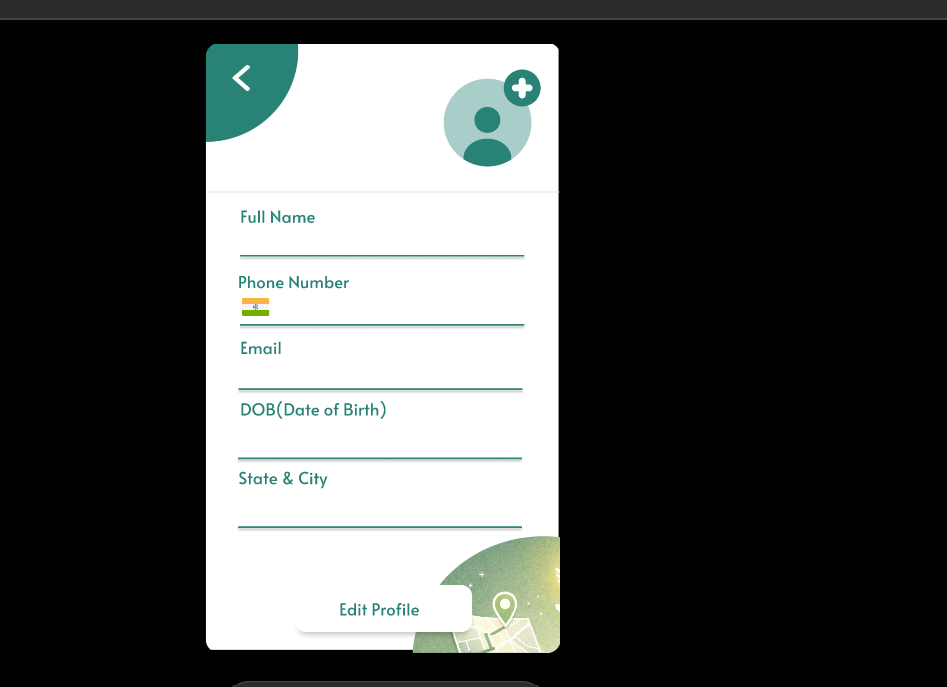 Full Name
Phone Number
Email
DOB(Date of Birth)
State & City
Edit Profile